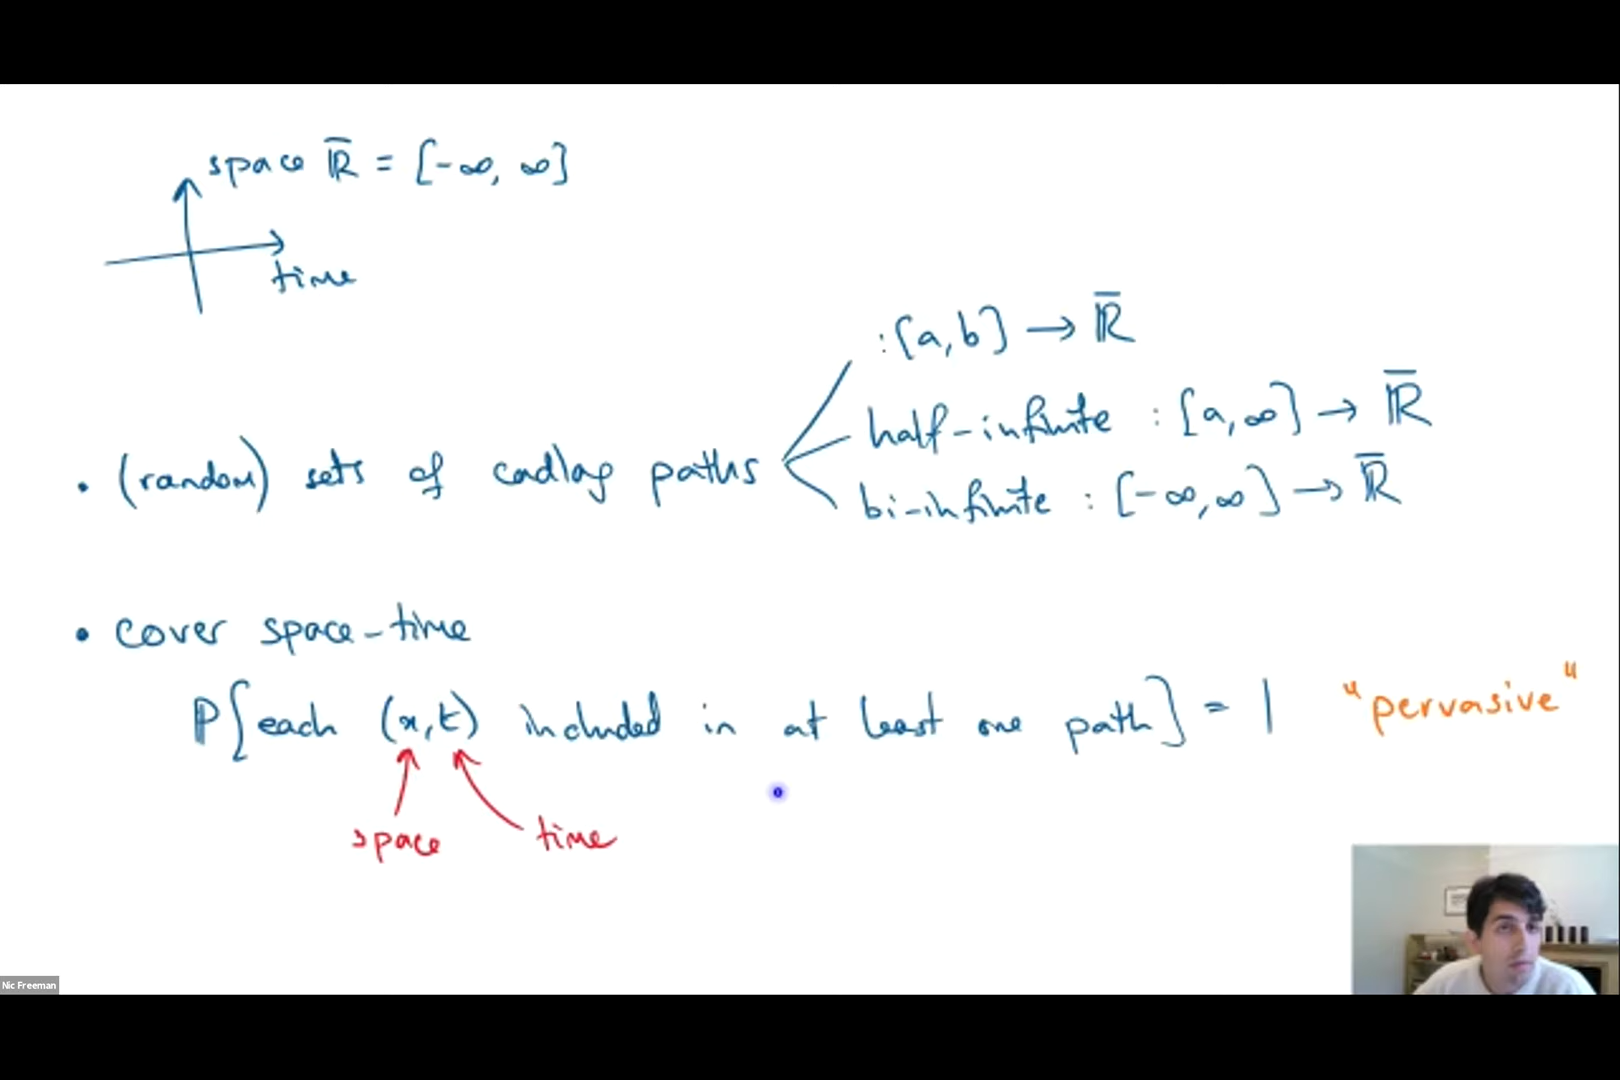 space ℝ̅ = [-∞, ∞]
time
: [a, b] → ℝ̅
half-infinite : [a, ∞] → ℝ̅
• (random) sets of cadlag paths
bi-infinite : [-∞, ∞] → ℝ̅
• cover space-time
ℙ[each (x, t) included in at least one path] = 1 "pervasive"
space time
Nic Freeman